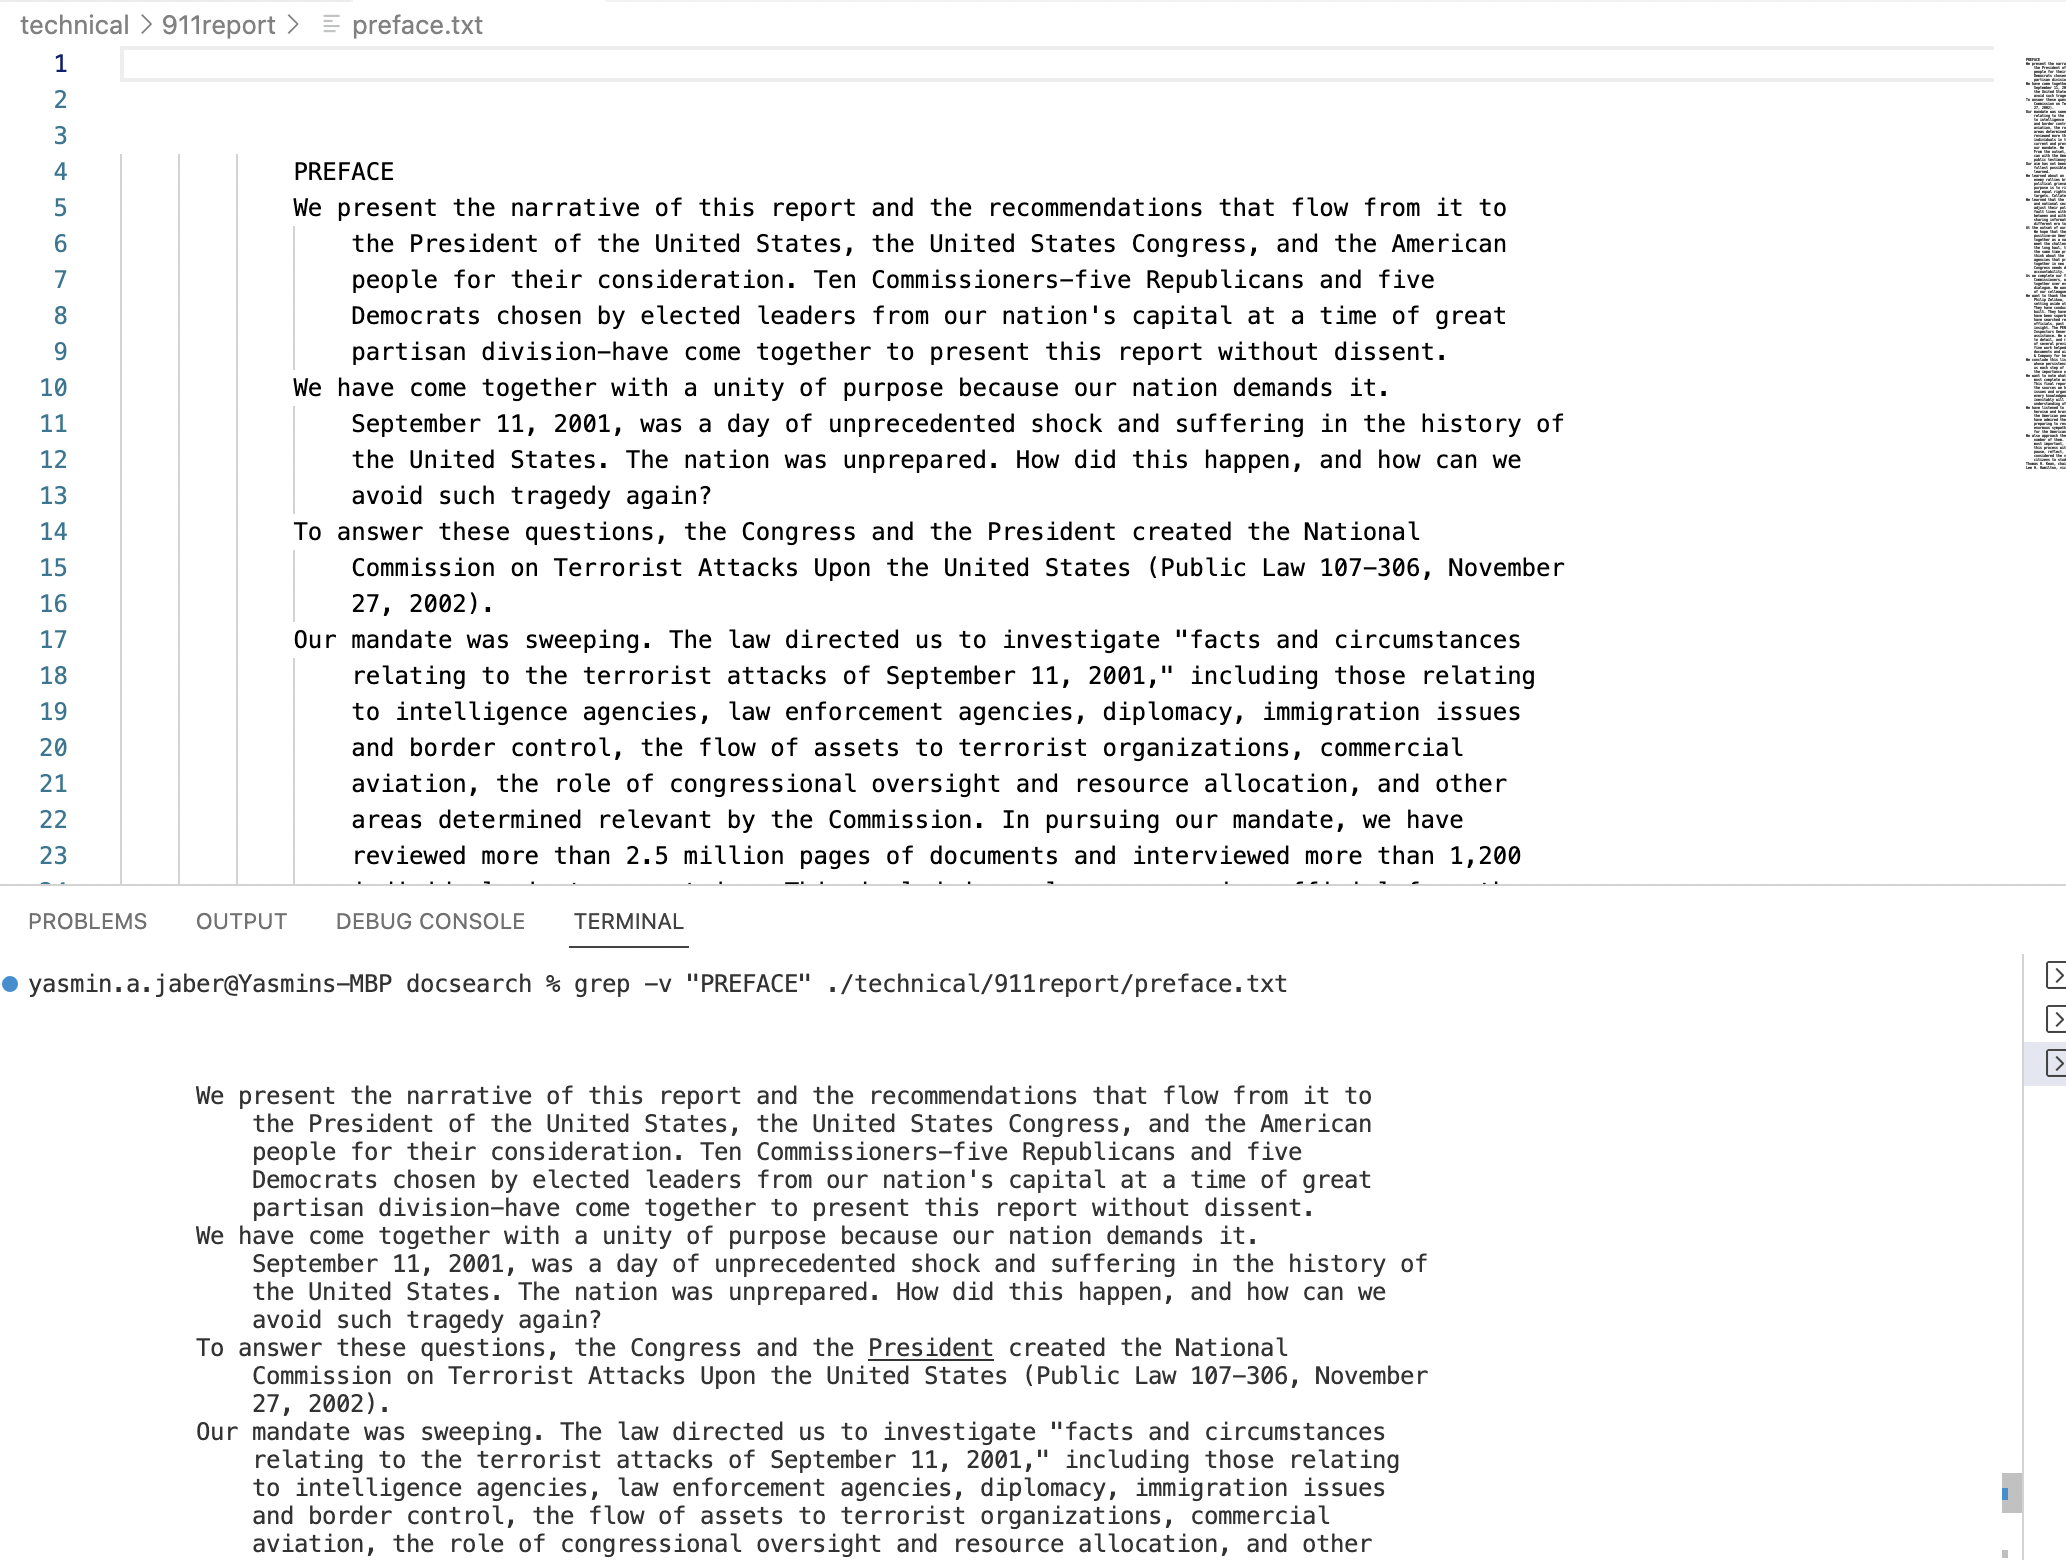 technical > 911report > preface.txt
1
2
3
4 PREFACE
5 We present the narrative of this report and the recommendations that flow from it to
6 the President of the United States, the United States Congress, and the American
7 people for their consideration. Ten Commissioners-five Republicans and five
8 Democrats chosen by elected leaders from our nation's capital at a time of great
9 partisan division-have come together to present this report without dissent.
10 We have come together with a unity of purpose because our nation demands it.
11 September 11, 2001, was a day of unprecedented shock and suffering in the history of
12 the United States. The nation was unprepared. How did this happen, and how can we
13 avoid such tragedy again?
14 To answer these questions, the Congress and the President created the National
15 Commission on Terrorist Attacks Upon the United States (Public Law 107-306, November
16 27, 2002).
17 Our mandate was sweeping. The law directed us to investigate "facts and circumstances
18 relating to the terrorist attacks of September 11, 2001," including those relating
19 to intelligence agencies, law enforcement agencies, diplomacy, immigration issues
20 and border control, the flow of assets to terrorist organizations, commercial
21 aviation, the role of congressional oversight and resource allocation, and other
22 areas determined relevant by the Commission. In pursuing our mandate, we have
23 reviewed more than 2.5 million pages of documents and interviewed more than 1,200
PROBLEMS OUTPUT DEBUG CONSOLE TERMINAL
yasmin.a.jaber@Yasmins-MBP docsearch % grep -v "PREFACE" ./technical/911report/preface.txt
We present the narrative of this report and the recommendations that flow from it to
the President of the United States, the United States Congress, and the American
people for their consideration. Ten Commissioners-five Republicans and five
Democrats chosen by elected leaders from our nation's capital at a time of great
partisan division-have come together to present this report without dissent.
We have come together with a unity of purpose because our nation demands it.
September 11, 2001, was a day of unprecedented shock and suffering in the history of
the United States. The nation was unprepared. How did this happen, and how can we
avoid such tragedy again?
To answer these questions, the Congress and the President created the National
Commission on Terrorist Attacks Upon the United States (Public Law 107-306, November
27, 2002).
Our mandate was sweeping. The law directed us to investigate "facts and circumstances
relating to the terrorist attacks of September 11, 2001," including those relating
to intelligence agencies, law enforcement agencies, diplomacy, immigration issues
and border control, the flow of assets to terrorist organizations, commercial
aviation, the role of congressional oversight and resource allocation, and other